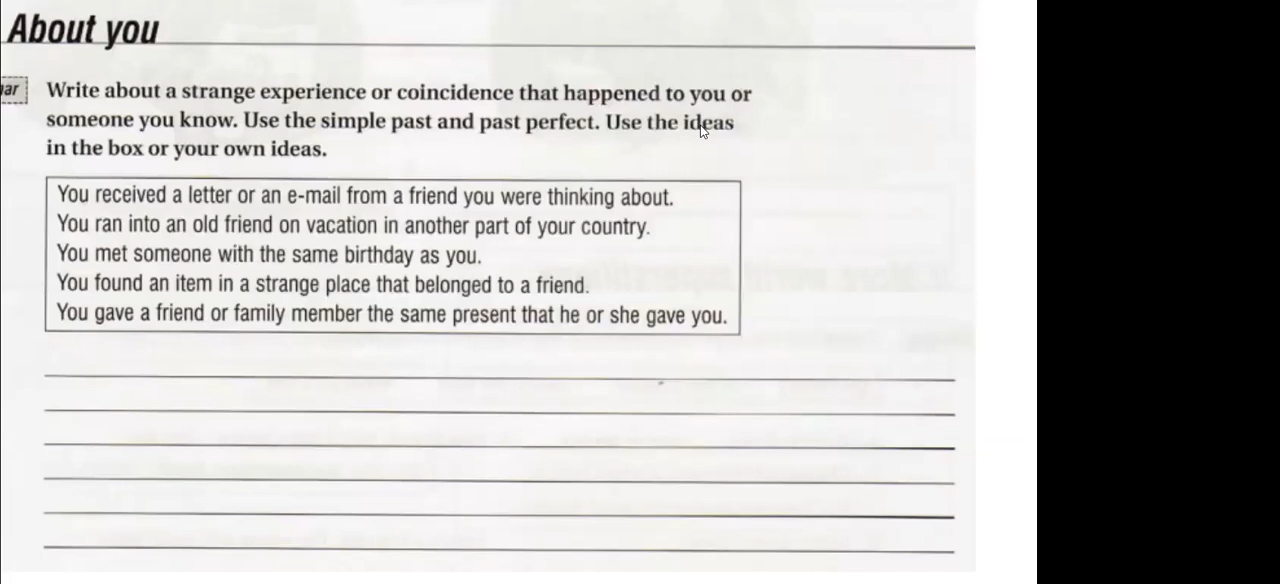 About you
Write about a strange experience or coincidence that happened to you or
someone you know. Use the simple past and past perfect. Use the ideas
in the box or your own ideas.
You received a letter or an e-mail from a friend you were thinking about.
You ran into an old friend on vacation in another part of your country.
You met someone with the same birthday as you.
You found an item in a strange place that belonged to a friend.
You gave a friend or family member the same present that he or she gave you.